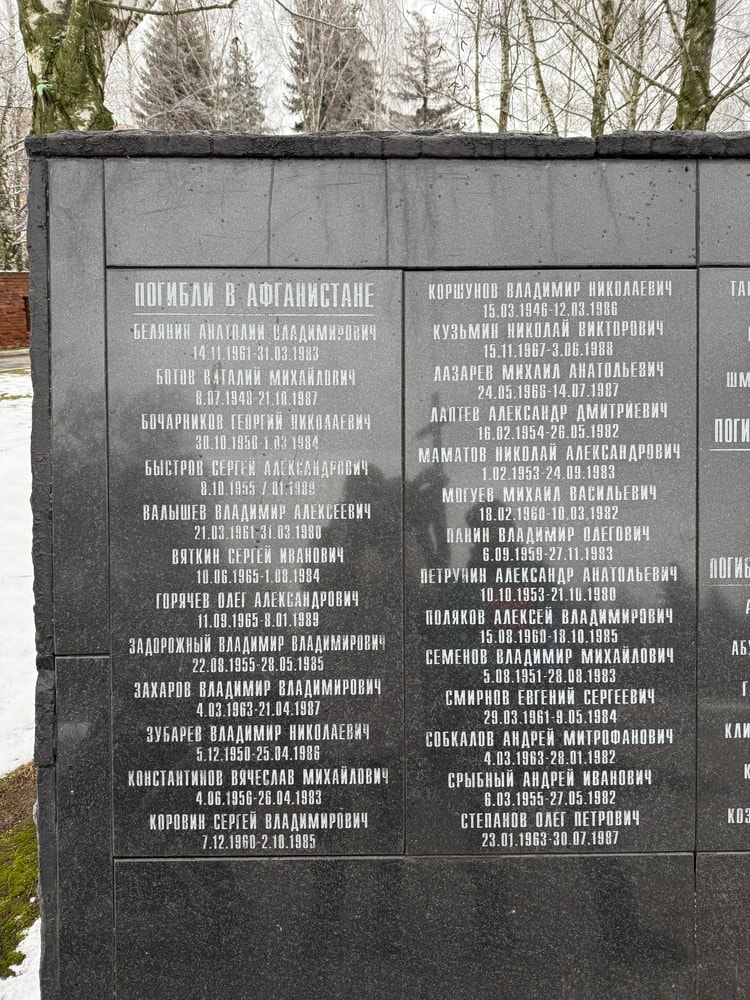 ПОГИБЛИ В АФГАНИСТАНЕ
БЕЛЯНИН АНАТОЛИЙ ВЛАДИМИРОВИЧ
14.11.1961-31.03.1983
БОТОВ ВИТАЛИЙ МИХАЙЛОВИЧ
8.07.1948-21.10.1987
БОЧАРНИКОВ ГЕОРГИЙ НИКОЛАЕВИЧ
30.10.1950-1.03.1984
БЫСТРОВ СЕРГЕЙ АЛЕКСАНДРОВИЧ
8.10.1955
ВАЛЫШЕВ ВЛАДИМИР АЛЕКСЕЕВИЧ
21.03.1961-31.03.1980
ВЯТКИН СЕРГЕЙ ИВАНОВИЧ
10.06.1965-1.08.1984
ГОРЯЧЕВ ОЛЕГ АЛЕКСАНДРОВИЧ
11.09.1965-8.01.1989
ЗАДОРОЖНЫЙ ВЛАДИМИР ВЛАДИМИРОВИЧ
22.08.1955-28.05.1985
ЗАХАРОВ ВЛАДИМИР ВЛАДИМИРОВИЧ
4.03.1963-21.04.1987
ЗУБАРЕВ ВЛАДИМИР НИКОЛАЕВИЧ
5.12.1950-25.04.1986
КОНСТАНТИНОВ ВЯЧЕСЛАВ МИХАЙЛОВИЧ
4.06.1956-26.04.1983
КОРОВИН СЕРГЕЙ ВЛАДИМИРОВИЧ
7.12.1960-2.10.1985
КОРШУНОВ ВЛАДИМИР НИКОЛАЕВИЧ
15.03.1946-12.03.1986
КУЗЬМИН НИКОЛАЙ ВИКТОРОВИЧ
15.11.1967-3.06.1988
ЛАЗАРЕВ МИХАИЛ АНАТОЛЬЕВИЧ
24.05.1966-14.07.1987
ЛАПТЕВ АЛЕКСАНДР ДМИТРИЕВИЧ
16.02.1954-26.05.1982
МАМАТОВ НИКОЛАЙ АЛЕКСАНДРОВИЧ
1.02.1953-24.09.1983
МОГУЕВ МИХАИЛ ВАСИЛЬЕВИЧ
18.02.1960-10.03.1982
ПАНИН ВЛАДИМИР ОЛЕГОВИЧ
6.09.1959-27.11.1983
ПЕТРУНИН АЛЕКСАНДР АНАТОЛЬЕВИЧ
10.10.1953-21.10.1980
ПОЛЯКОВ АЛЕКСЕЙ ВЛАДИМИРОВИЧ
15.08.1960-18.10.1985
СЕМЕНОВ ВЛАДИМИР МИХАЙЛОВИЧ
5.08.1951-28.08.1983
СМИРНОВ ЕВГЕНИЙ СЕРГЕЕВИЧ
29.03.1961-9.05.1984
СОБКАЛОВ АНДРЕЙ МИТРОФАНОВИЧ
4.03.1963-28.01.1982
СРЫБНЫЙ АНДРЕЙ ИВАНОВИЧ
6.03.1955-27.05.1982
СТЕПАНОВ ОЛЕГ ПЕТРОВИЧ
23.01.1963-30.07.1987